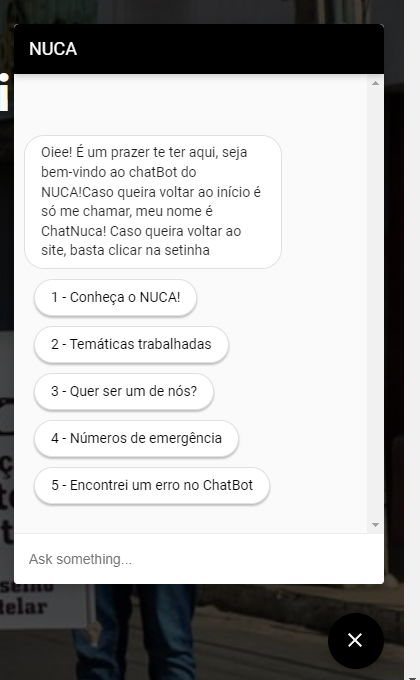 NUCA
i
Oiee! É um prazer te ter aqui, seja
bem-vindo ao chatBot do
NUCA!Caso queira voltar ao início é
só me chamar, meu nome é
ChatNuca! Caso queira voltar ao
site, basta clicar na setinha
1 - Conheça o NUCA!
2 - Temáticas trabalhadas
3 - Quer ser um de nós?
4 - Números de emergência
5 - Encontrei um erro no ChatBot
Ask something...
elar